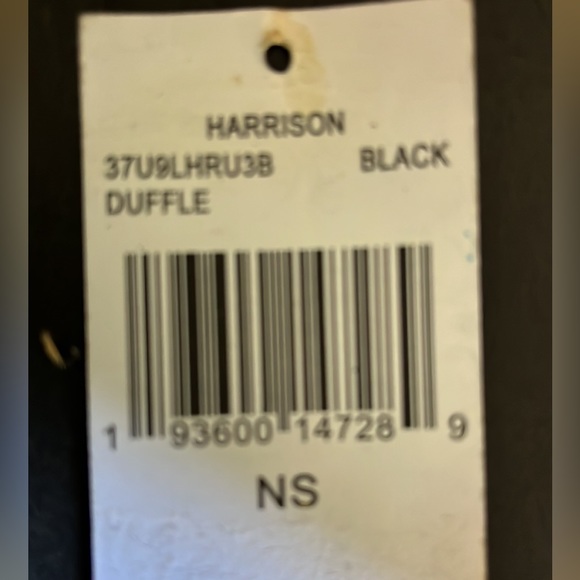 HARRISON
37U9LHRU3B BLACK
DUFFLE
1 93600 14728 9
NS